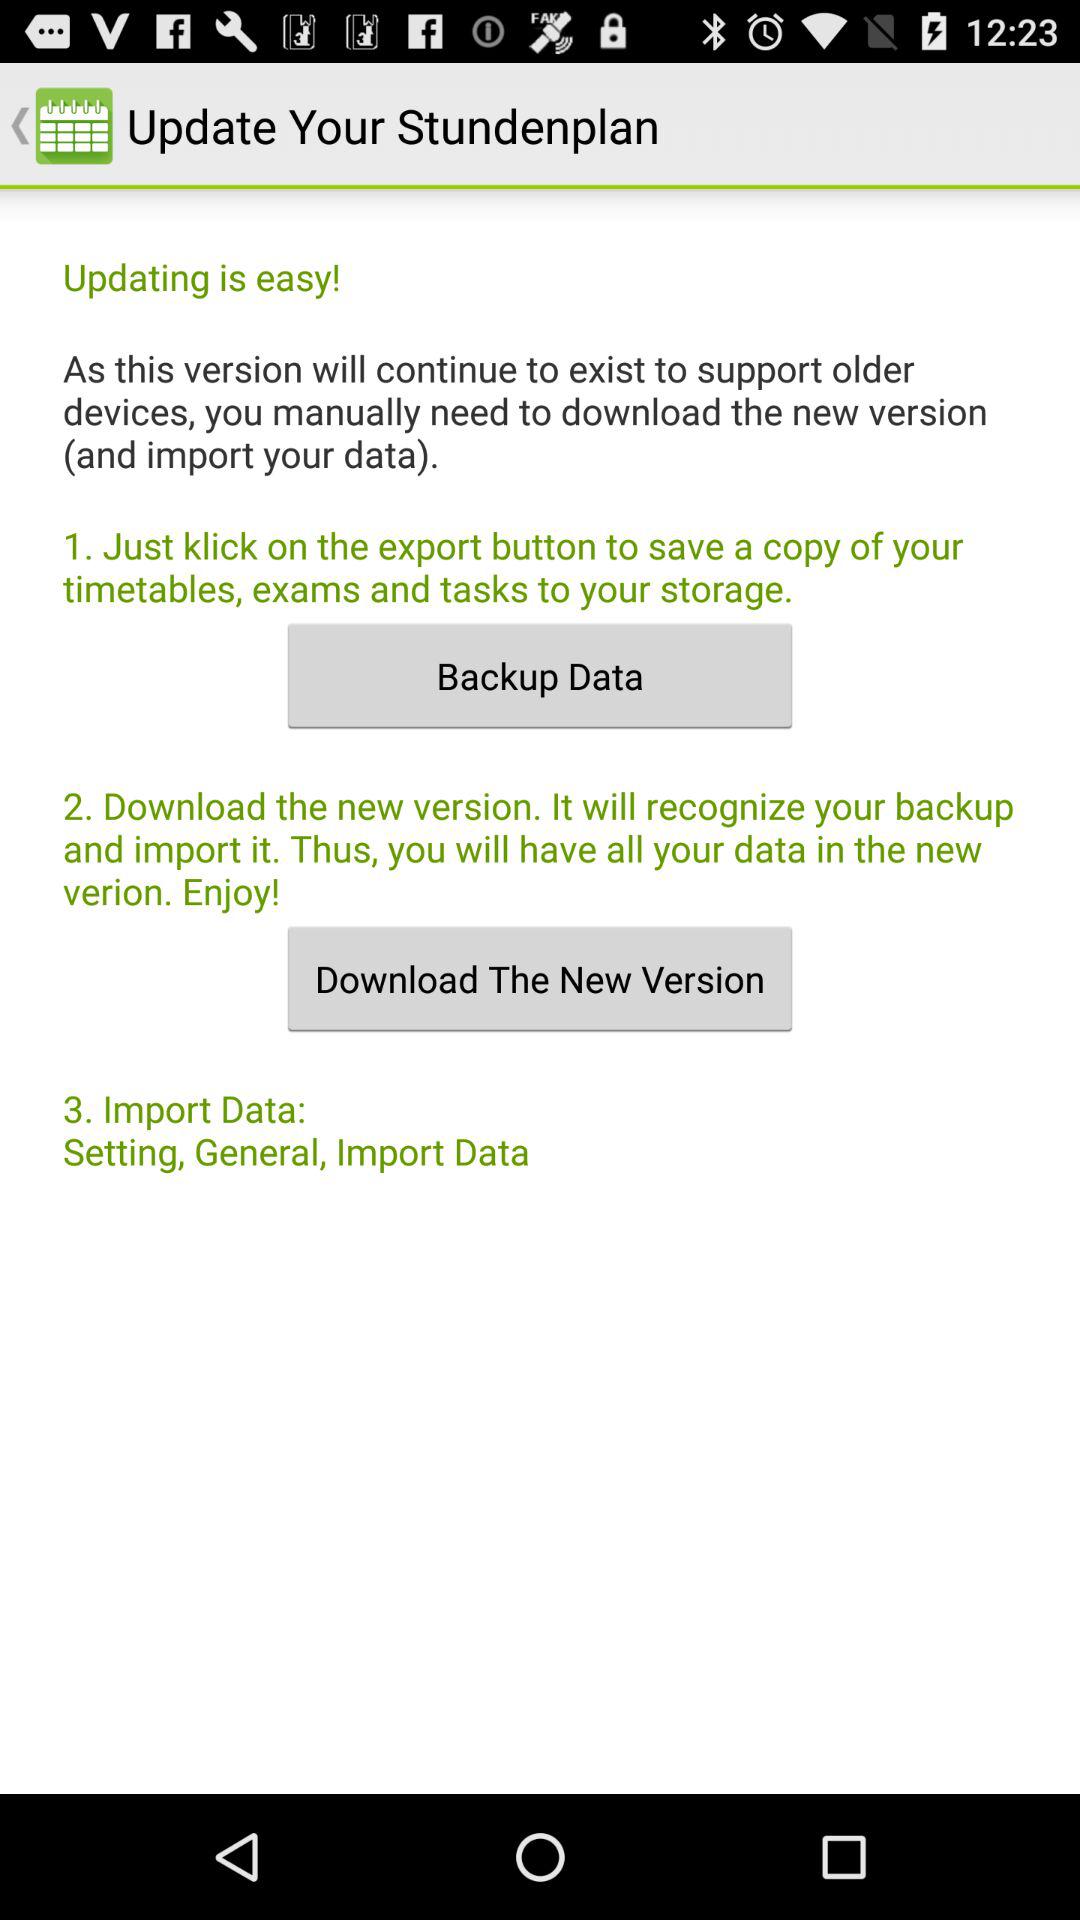 FAK
12:23
Update Your Stundenplan
Updating is easy!
As this version will continue to exist to support older
devices, you manually need to download the new version
(and import your data).
1. Just klick on the export button to save a copy of your
timetables, exams and tasks to your storage.
Backup Data
2. Download the new version. It will recognize your backup
and import it. Thus, you will have all your data in the new
verion. Enjoy!
Download The New Version
3. Import Data:
Setting, General, Import Data